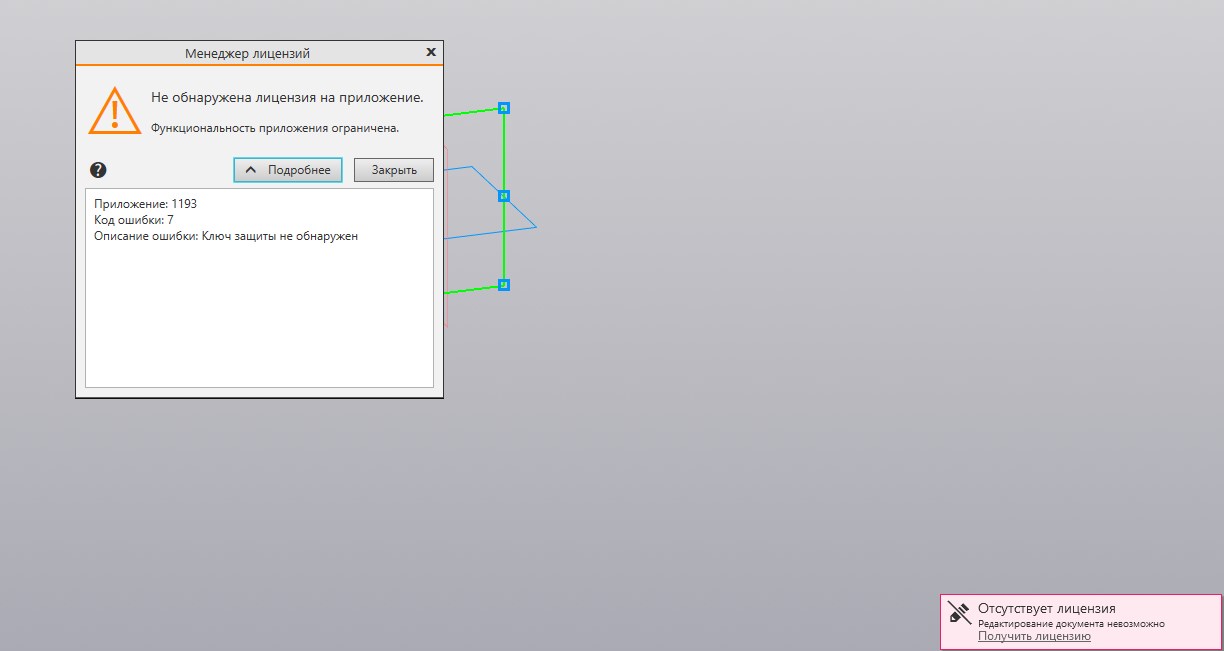 Менеджер лицензий
Не обнаружена лицензия на приложение.
Функциональность приложения ограничена.
Подробнее
Закрыть
Приложение: 1193
Код ошибки: 7
Описание ошибки: Ключ защиты не обнаружен
Отсутствует лицензия
Редактирование документа невозможно
Получить лицензию